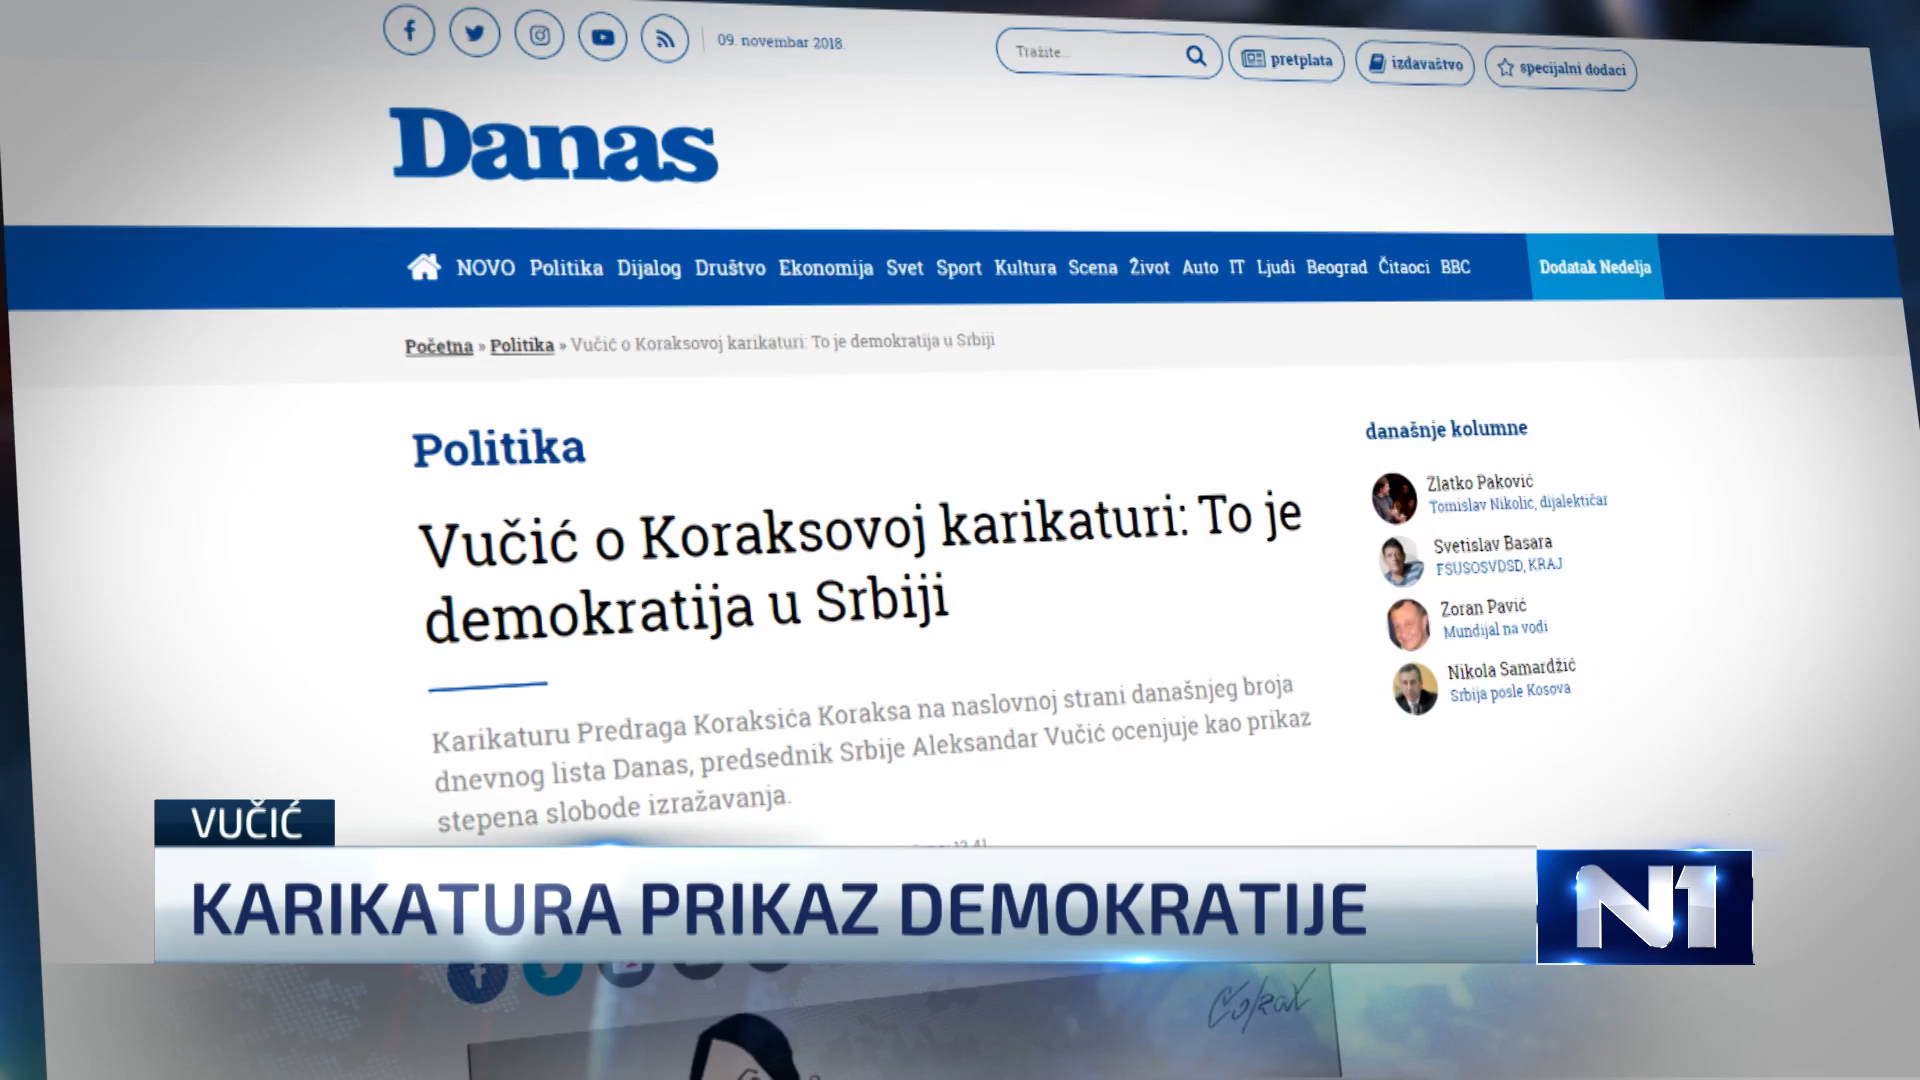 09. novembar 2018.
Tražite...
pretplata
izdavaštvo
specijalni dodaci
Danas
NOVO Politika Dijalog Društvo Ekonomija Svet Sport Kultura Scena Život Auto IT Ljudi Beograd Čitaoci BBC
Dodatak Nedelja
Početna » Politika » Vučić o Koraksovoj karikaturi: To je demokratija u Srbiji
Politika
Vučić o Koraksovoj karikaturi: To je
demokratija u Srbiji
Karikaturu Predraga Koraksića Koraksa na naslovnoj strani današnjeg broja
dnevnog lista Danas, predsednik Srbije Aleksandar Vučić ocenjuje kao prikaz
stepena slobode izražavanja.
današnje kolumne
Zlatko Paković
Tomislav Nikolić, dijalektičar
Svetislav Basara
FSUSOSVDSD, KRAJ
Zoran Pavić
Mundijal na vodi
Nikola Samardžić
Srbija posle Kosova
VUČIĆ
KARIKATURA PRIKAZ DEMOKRATIJE
N1